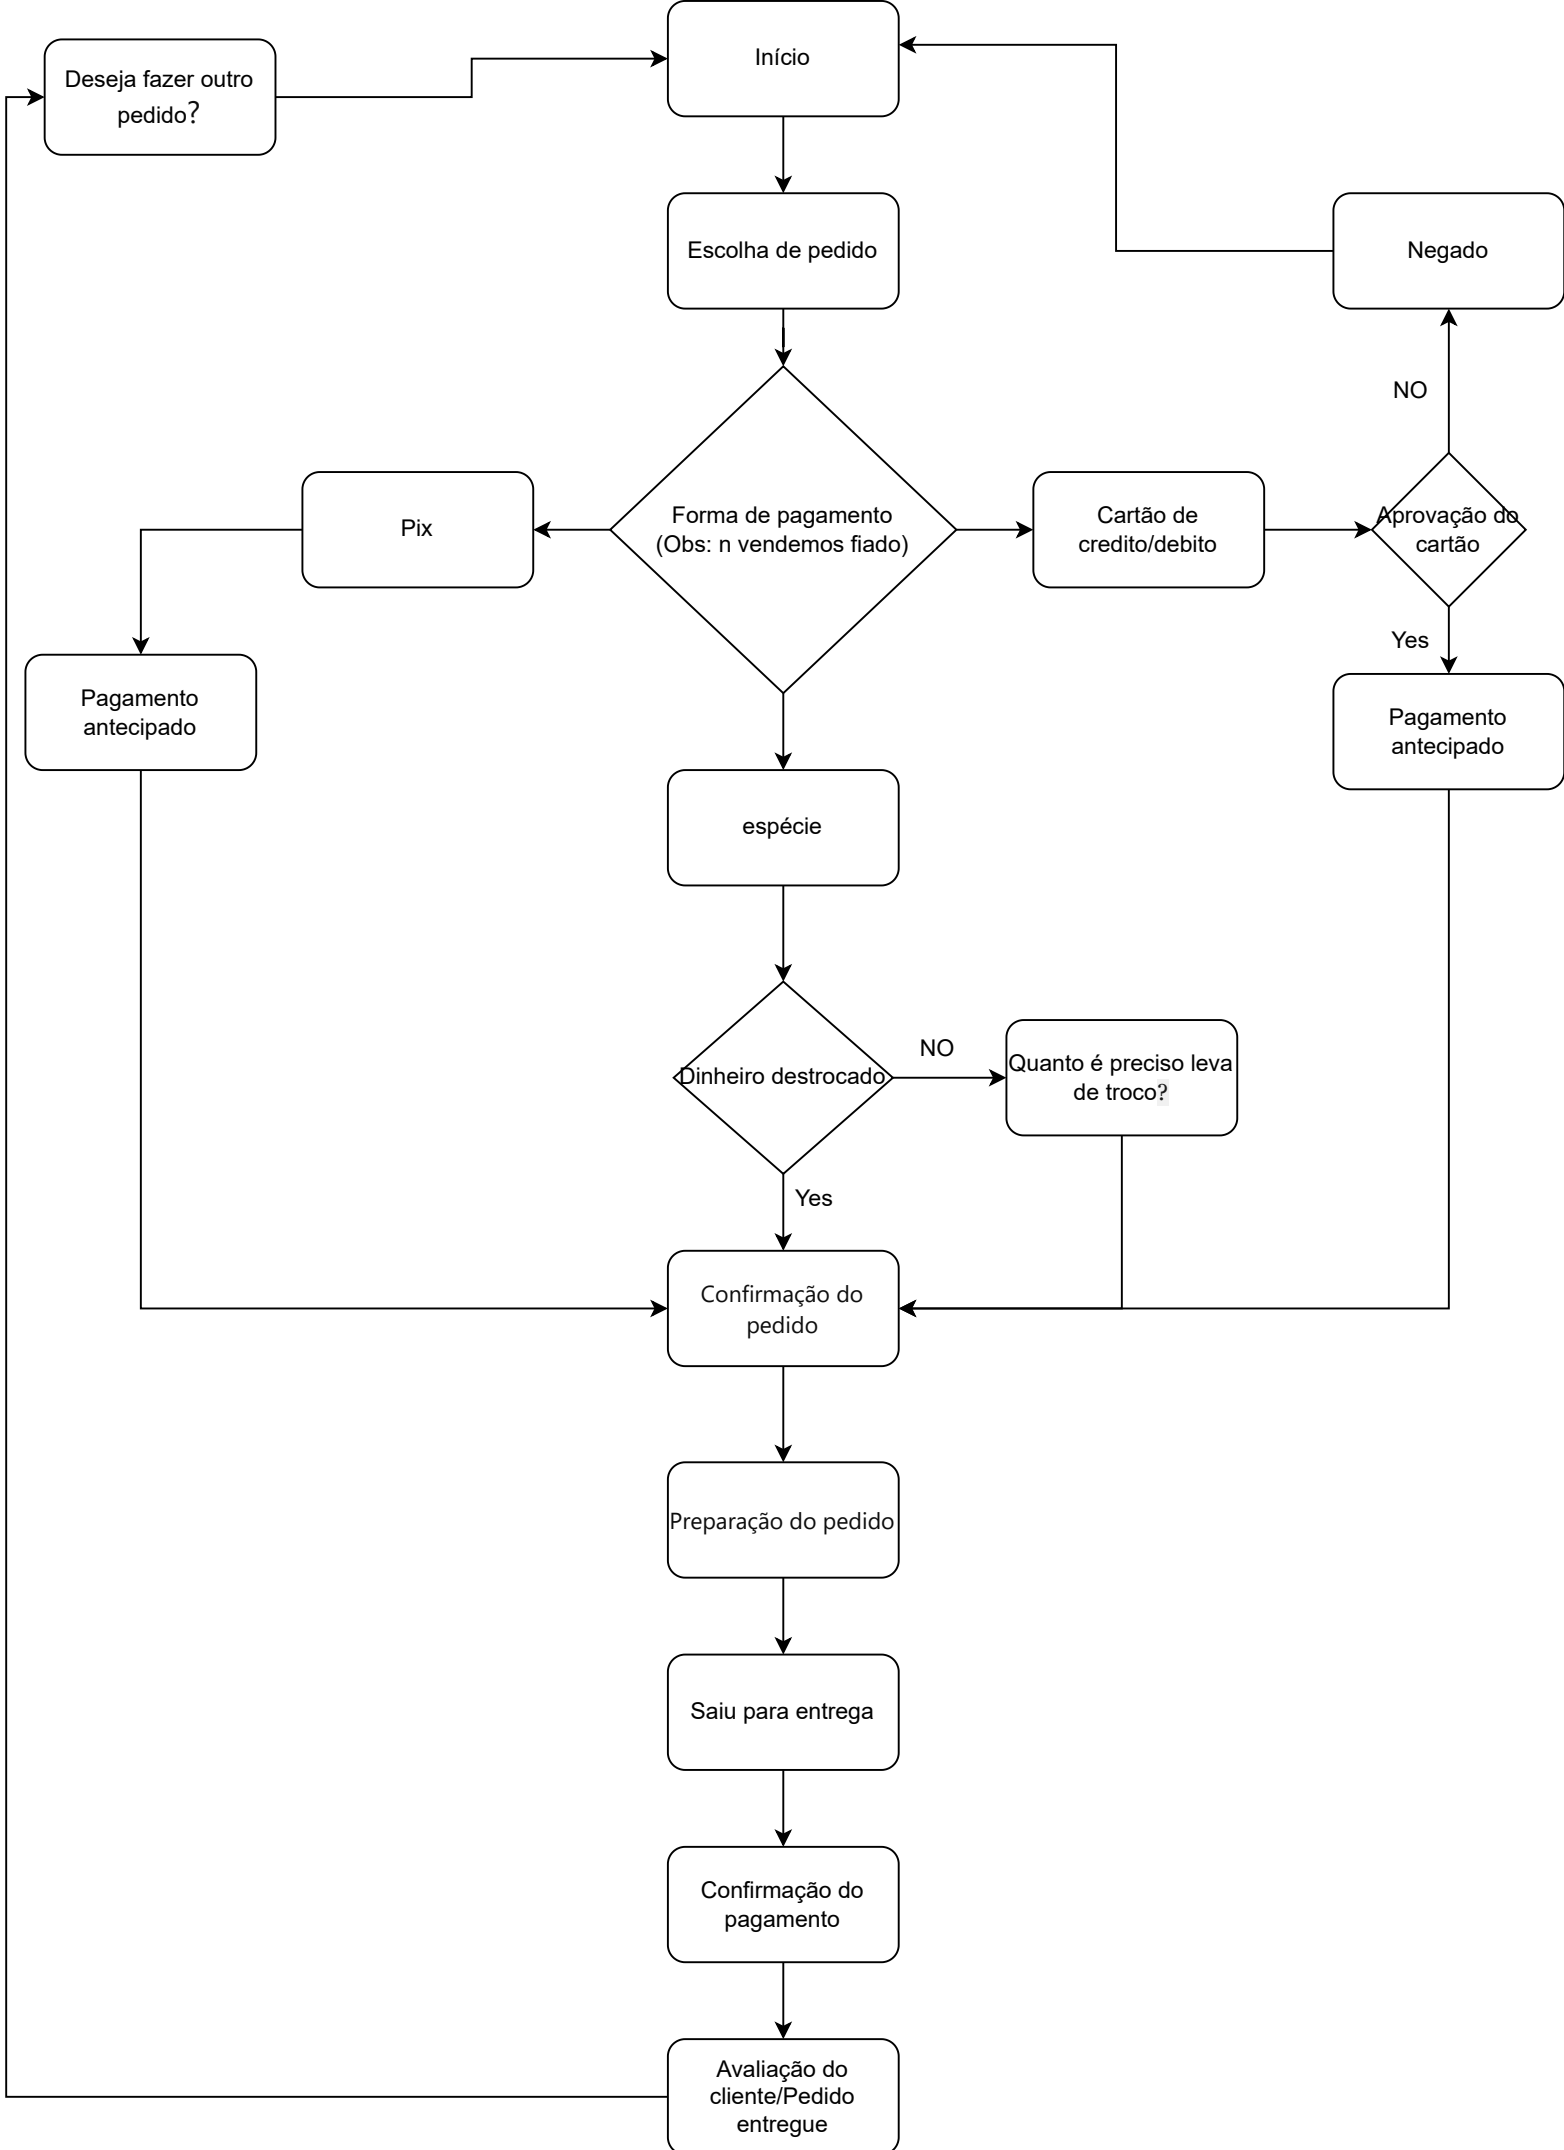 Início
Deseja fazer outro
pedido?
Escolha de pedido
Negado
NO
Pix
Forma de pagamento
(Obs: n vendemos fiado)
Cartão de
credito/debito
Aprovação do
cartão
Yes
Pagamento
antecipado
Pagamento
antecipado
espécie
Dinheiro destrocado
NO
Quanto é preciso leva
de troco?
Yes
Confirmação do
pedido
Preparação do pedido
Saiu para entrega
Confirmação do
pagamento
Avaliação do
cliente/Pedido
entregue